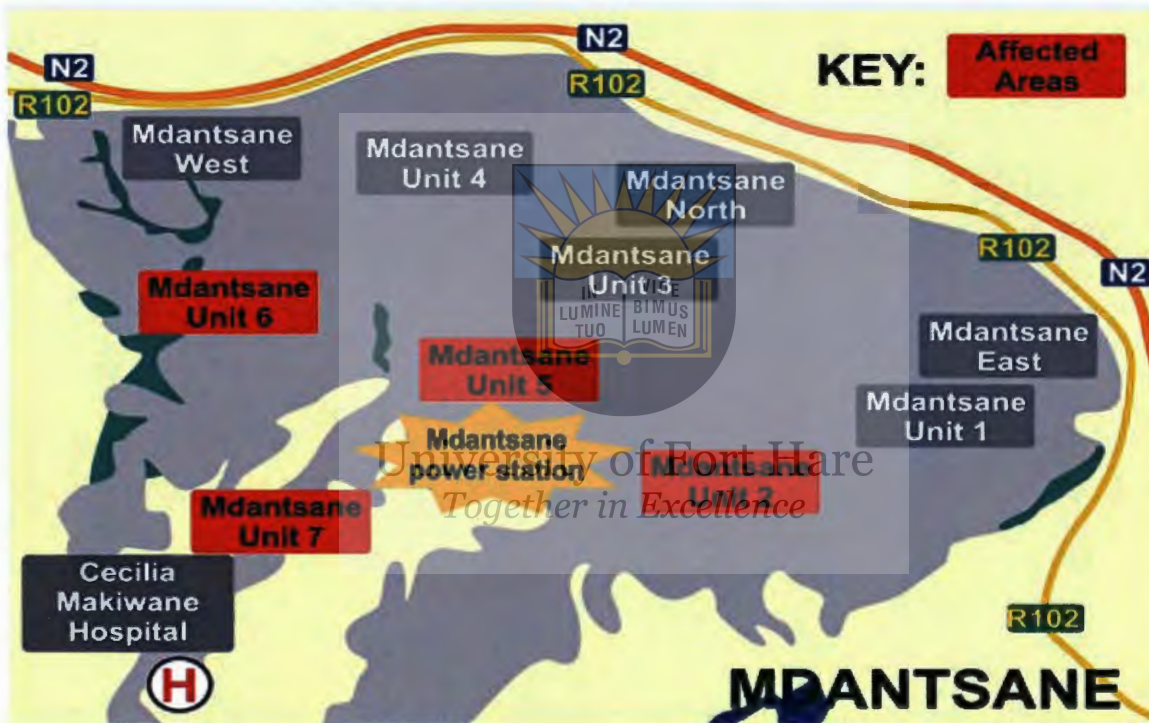 N2
N2
KEY:
Affected
Areas
R102
R102
Mdantsane
West
Mdantsane
Unit 4
Mdantsane
North
R102
N2
Mdantsane
Unit 3
Mdantsane
Unit 6
IN VIDE
LUMINE BIMUS
TUO LUMEN
Mdantsane
East
Mdantsane
Unit 5
Mdantsane
Unit 1
Mdantsane
power station
University of Fort Hare
Together in Excellence
Mdantsane
Unit 2
Mdantsane
Unit 7
Cecilia
Makiwane
Hospital
H
R102
MDANTSANE